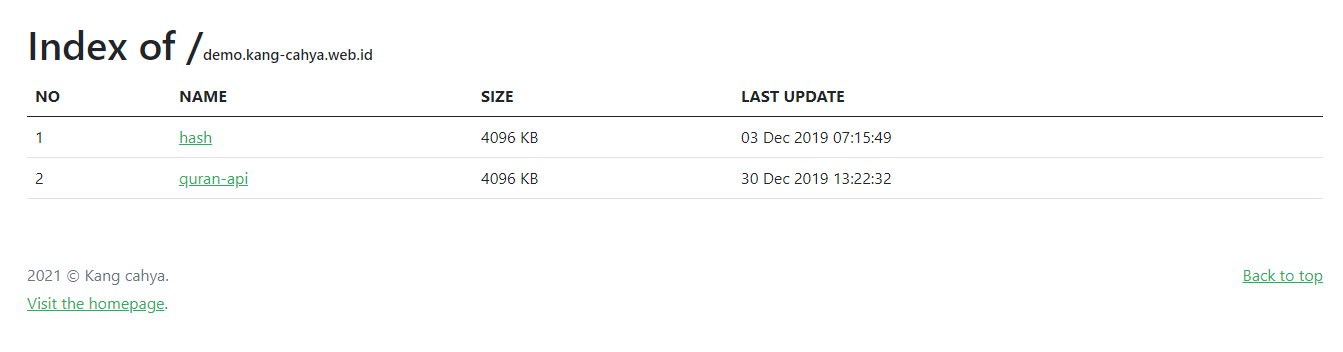 Index of /demo.kang-cahya.web.id
NO NAME SIZE LAST UPDATE
1 hash 4096 KB 03 Dec 2019 07:15:49
2 quran-api 4096 KB 30 Dec 2019 13:22:32
2021 © Kang cahya. Back to top
Visit the homepage.